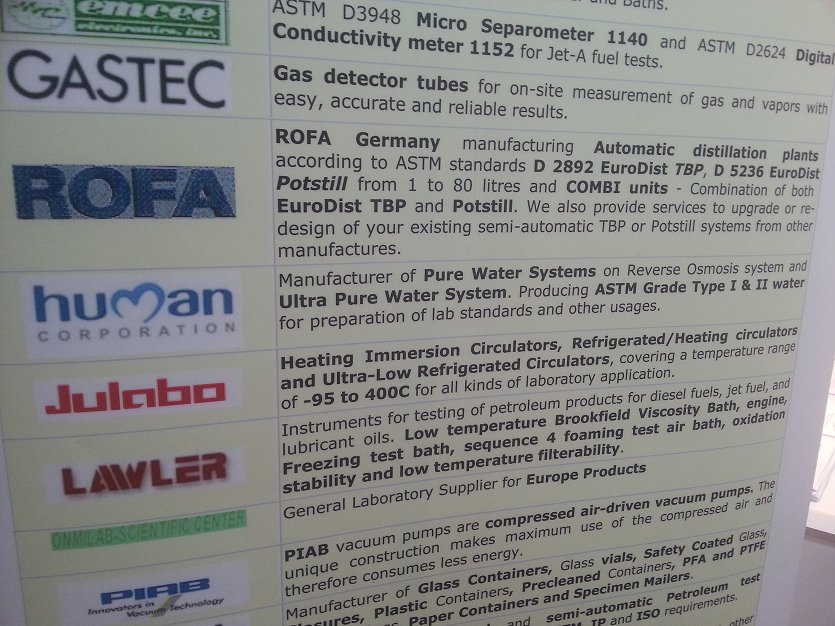 and Baths.
emcee
electronics, inc.
ASTM D3948 Micro Separometer 1140 and ASTM D2624 Digital
Conductivity meter 1152 for Jet-A fuel tests.
GASTEC
Gas detector tubes for on-site measurement of gas and vapors with
easy, accurate and reliable results.
ROFA
ROFA Germany manufacturing Automatic distillation plants
according to ASTM standards D 2892 EuroDist TBP, D 5236 EuroDist
Potstill from 1 to 80 litres and COMBI units - Combination of both
EuroDist TBP and Potstill. We also provide services to upgrade or re-
design of your existing semi-automatic TBP or Potstill systems from other
manufactures.
human
CORPORATION
Manufacturer of Pure Water Systems on Reverse Osmosis system and
Ultra Pure Water System. Producing ASTM Grade Type I & II water
for preparation of lab standards and other usages.
Julabo
Heating Immersion Circulators, Refrigerated/Heating circulators
and Ultra-Low Refrigerated Circulators, covering a temperature range
of -95 to 400C for all kinds of laboratory application.
LAWLER
Instruments for testing of petroleum products for diesel fuels, jet fuel, and
lubricant oils. Low temperature Brookfield Viscosity Bath, engine,
Freezing test bath, sequence 4 foaming test air bath, oxidation
stability and low temperature filterability.
ONMILAB-SCIENTIFIC CENTER
General Laboratory Supplier for Europe Products
PIAB
Innovators in Vacuum Technology
PIAB vacuum pumps are compressed air-driven vacuum pumps. The
unique construction makes maximum use of the compressed air and
therefore consumes less energy.
Manufacturer of Glass Containers, Glass vials, Safety Coated Glass,
Closures, Plastic Containers, Precleaned Containers, PFA and PTFE
Paper Containers and Specimen Mailers.
and semi-automatic Petroleum test
IP and ISO requirements.
other